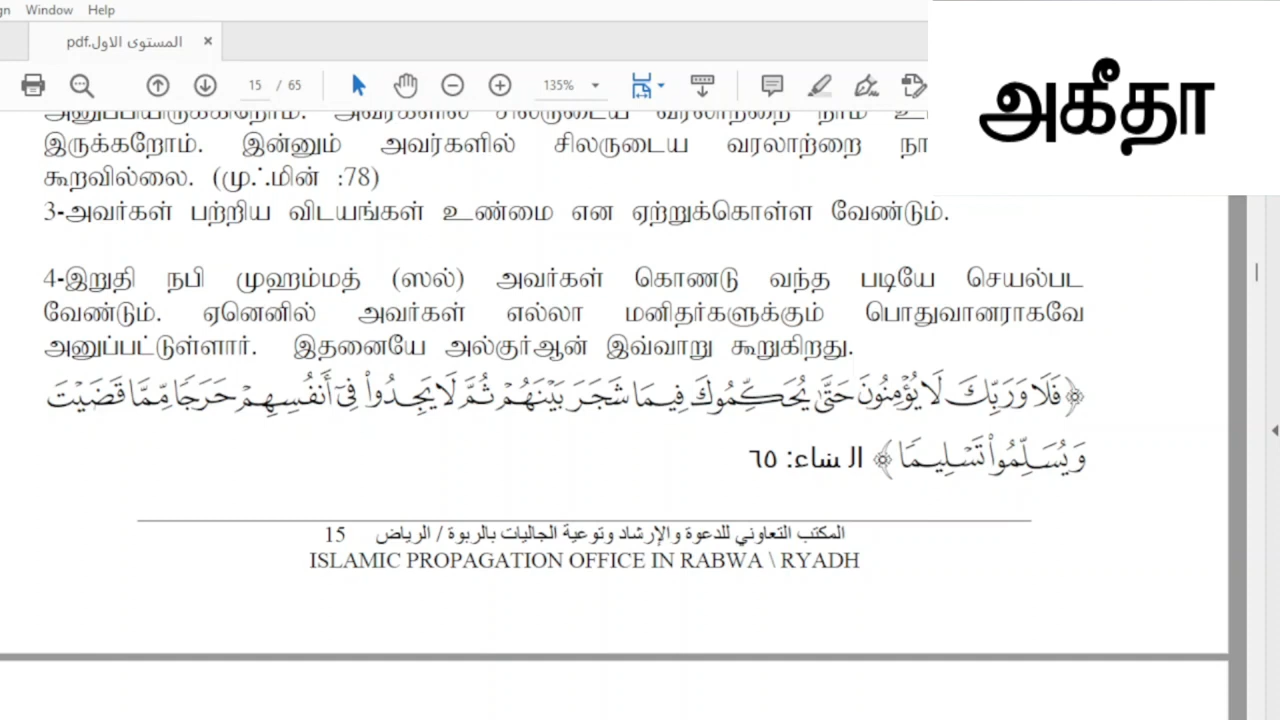 Window Help
المستوى الاول.pdf ×
15 / 65 135%
அகீதா
இருக்கறோம். இன்னும் அவர்களில் சிலருடைய வரலாற்றை
கூறவில்லை. (முஃமின் :78)
3-அவர்கள் பற்றிய விடயங்கள் உண்மை என ஏற்றுக்கொள்ள வேண்டும்.
4-இறுதி நபி முஹம்மத் (ஸல்) அவர்கள் கொணடு வந்த படியே செயல்பட
வேண்டும். ஏனெனில் அவர்கள் எல்லா மனிதர்களுக்கும் பொதுவானராகவே
அனுப்பட்டுள்ளார். இதனையே அல்குர்ஆன் இவ்வாறு கூறுகிறது.
﴿فَلَا وَرَبِّكَ لَا يُؤْمِنُونَ حَتَّىٰ يُحَكِّمُوكَ فِيمَا شَجَرَ بَيْنَهُمْ ثُمَّ لَا يَجِدُوا۟ فِىٓ أَنفُسِهِمْ حَرَجًا مِّمَّا قَضَيْتَ
وَيُسَلِّمُوا۟ تَسْلِيمًا﴾ النساء: ٦٥
المكتب التعاوني للدعوة والإرشاد وتوعية الجاليات بالربوة / الرياض 15
ISLAMIC PROPAGATION OFFICE IN RABWA \ RYADH